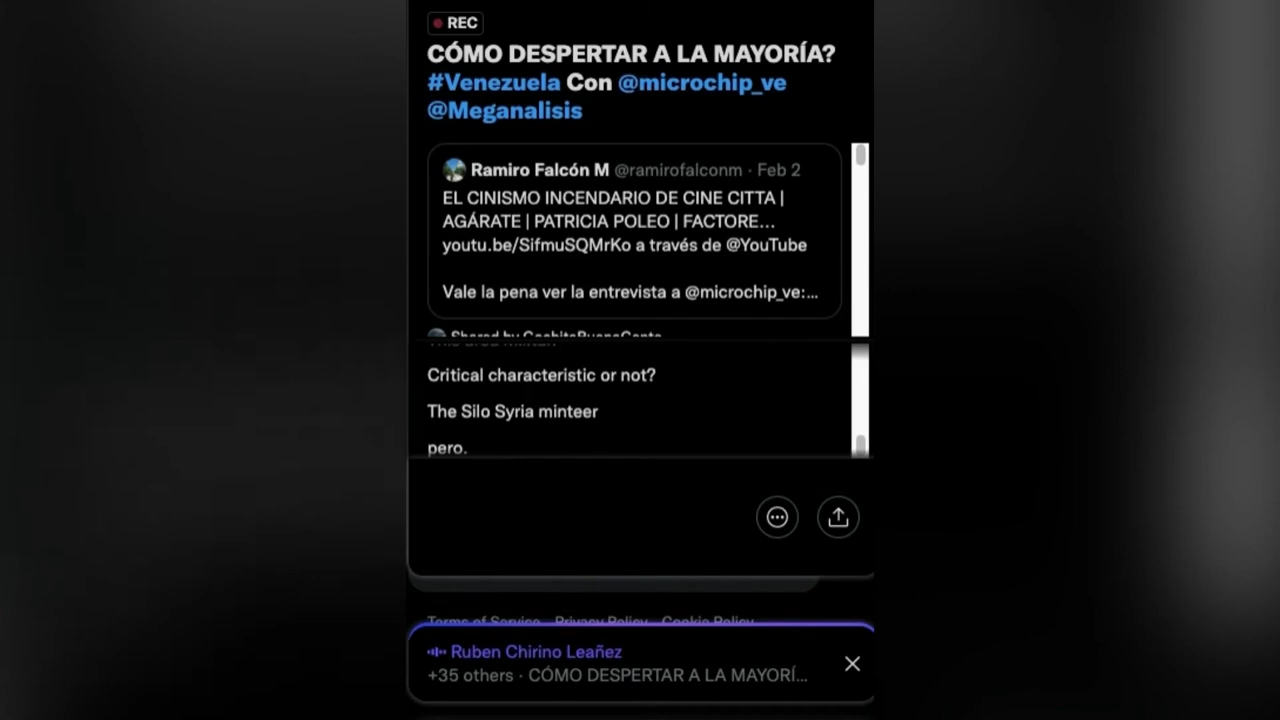 REC
CÓMO DESPERTAR A LA MAYORÍA?
#Venezuela Con @microchip_ve
@Meganalisis
Ramiro Falcón M @ramirofalconm · Feb 2
EL CINISMO INCENDARIO DE CINE CITTA |
AGÁRATE | PATRICIA POLEO | FACTORE...
youtu.be/SifmuSQMrKo a través de @YouTube
Vale la pena ver la entrevista a @microchip_ve:...
Shared by
Critical characteristic or not?
The Silo Syria minteer
pero.
Terms of Service Privacy Policy Cookie Policy
Ruben Chirino Leañez
+35 others · CÓMO DESPERTAR A LA MAYORÍ...